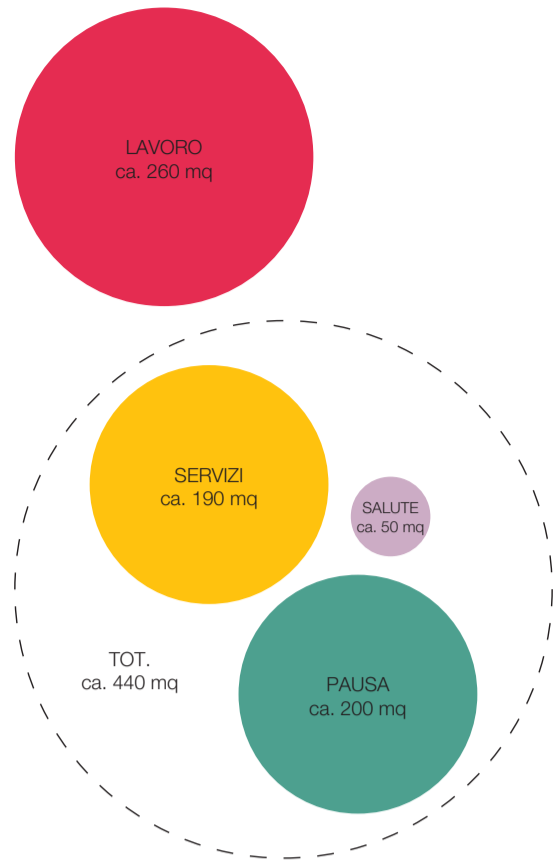 LAVORO
ca. 260 mq
SERVIZI
ca. 190 mq
SALUTE
ca. 50 mq
TOT.
ca. 440 mq
PAUSA
ca. 200 mq